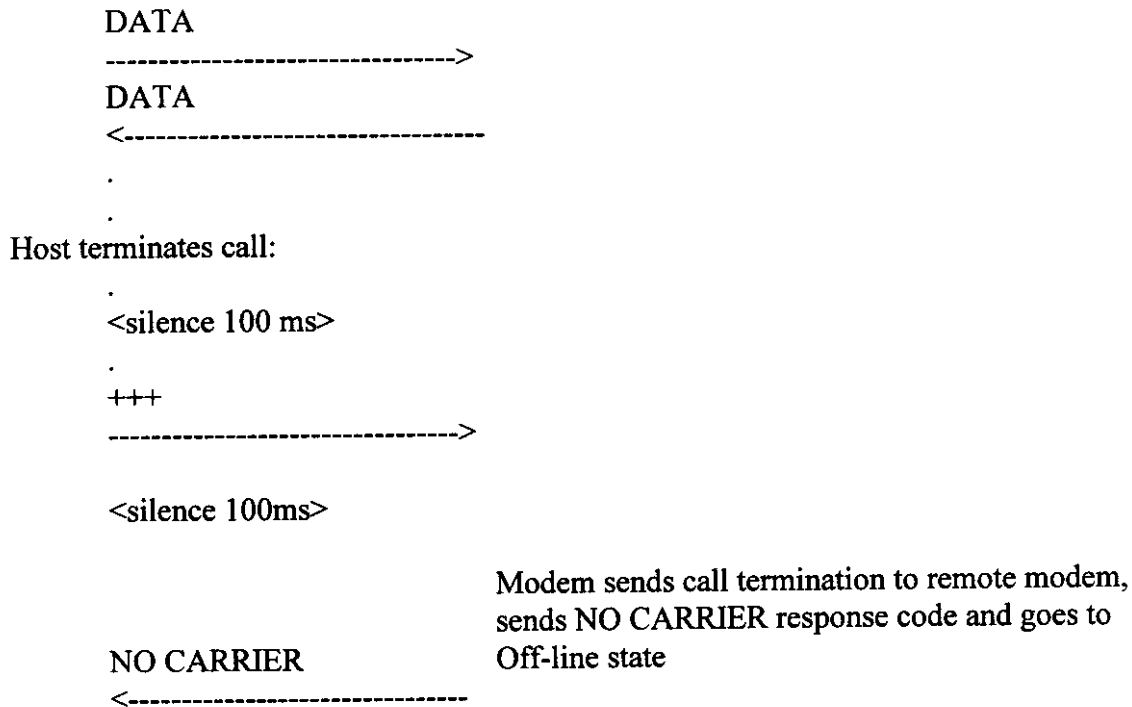 DATA
--------------------------------->
DATA
<----------------------------------
.
.
Host terminates call:
.
<silence 100 ms>
.
+++
--------------------------------->
<silence 100ms>
Modem sends call termination to remote modem,
sends NO CARRIER response code and goes to
NO CARRIER Off-line state
<--------------------------------